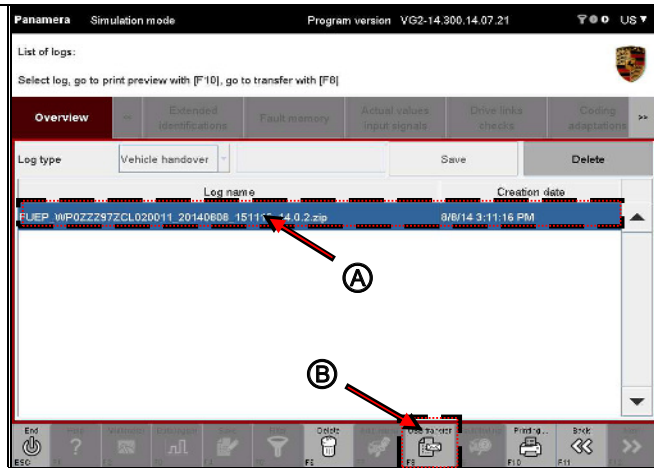 Panamera Simulation mode Program version VG2-14.300.14.07.21 US
List of logs:
Select log, go to print preview with [F10], go to transfer with [F8]
Overview Extended identifications Fault memory Actual values input signals Drive links checks Coding adaptations >>
Log type Vehicle handover Save Delete
Log name Creation date
8/8/14 3:11:16 PM
A
B
End Help Delete Printing... Back
ESC F8 F10 F11